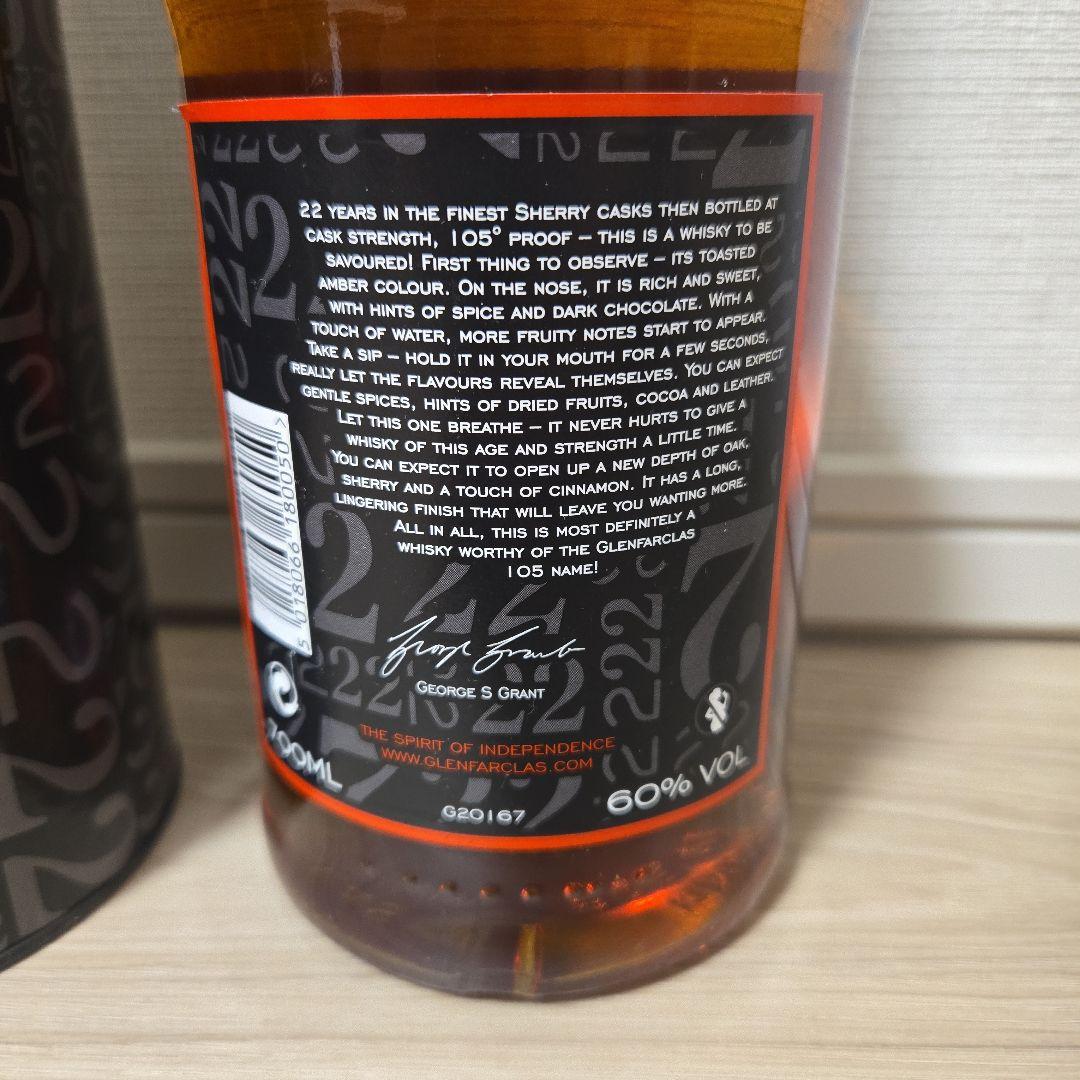 22 YEARS IN THE FINEST SHERRY CASKS THEN BOTTLED AT
CASK STRENGTH, 105° PROOF – THIS IS A WHISKY TO BE
SAVOURED! FIRST THING TO OBSERVE – ITS TOASTED
AMBER COLOUR. ON THE NOSE, IT IS RICH AND SWEET,
WITH HINTS OF SPICE AND DARK CHOCOLATE. WITH A
TOUCH OF WATER, MORE FRUITY NOTES START TO APPEAR.
TAKE A SIP – HOLD IT IN YOUR MOUTH FOR A FEW SECONDS,
REALLY LET THE FLAVOURS REVEAL THEMSELVES. YOU CAN EXPECT
GENTLE SPICES, HINTS OF DRIED FRUITS, COCOA AND LEATHER.
LET THIS ONE BREATHE – IT NEVER HURTS TO GIVE A
WHISKY OF THIS AGE AND STRENGTH A LITTLE TIME.
YOU CAN EXPECT IT TO OPEN UP A NEW DEPTH OF OAK,
SHERRY AND A TOUCH OF CINNAMON. IT HAS A LONG,
LINGERING FINISH THAT WILL LEAVE YOU WANTING MORE.
ALL IN ALL, THIS IS MOST DEFINITELY A
WHISKY WORTHY OF THE GLENFARCLAS
105 NAME!
5 018066 180050 >
George Grant
GEORGE S GRANT
THE SPIRIT OF INDEPENDENCE
WWW.GLENFARCLAS.COM
700ML
G20167
60% VOL